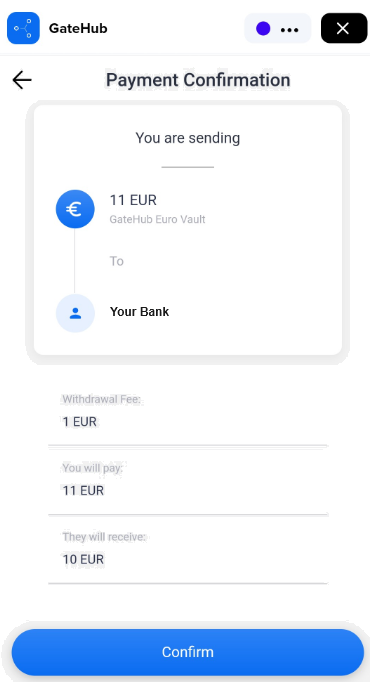 GateHub
Payment Confirmation
You are sending
11 EUR
GateHub Euro Vault
To
Your Bank
Withdrawal Fee:
1 EUR
You will pay:
11 EUR
They will receive:
10 EUR
Confirm